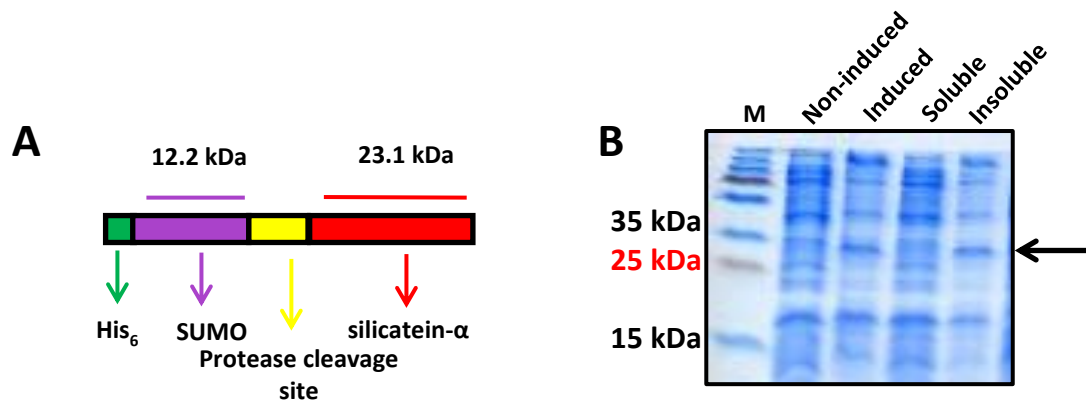 A
12.2 kDa
23.1 kDa
His6
SUMO
silicatein-α
Protease cleavage
site
B
M
Non-induced
Induced
Soluble
Insoluble
35 kDa
25 kDa
15 kDa